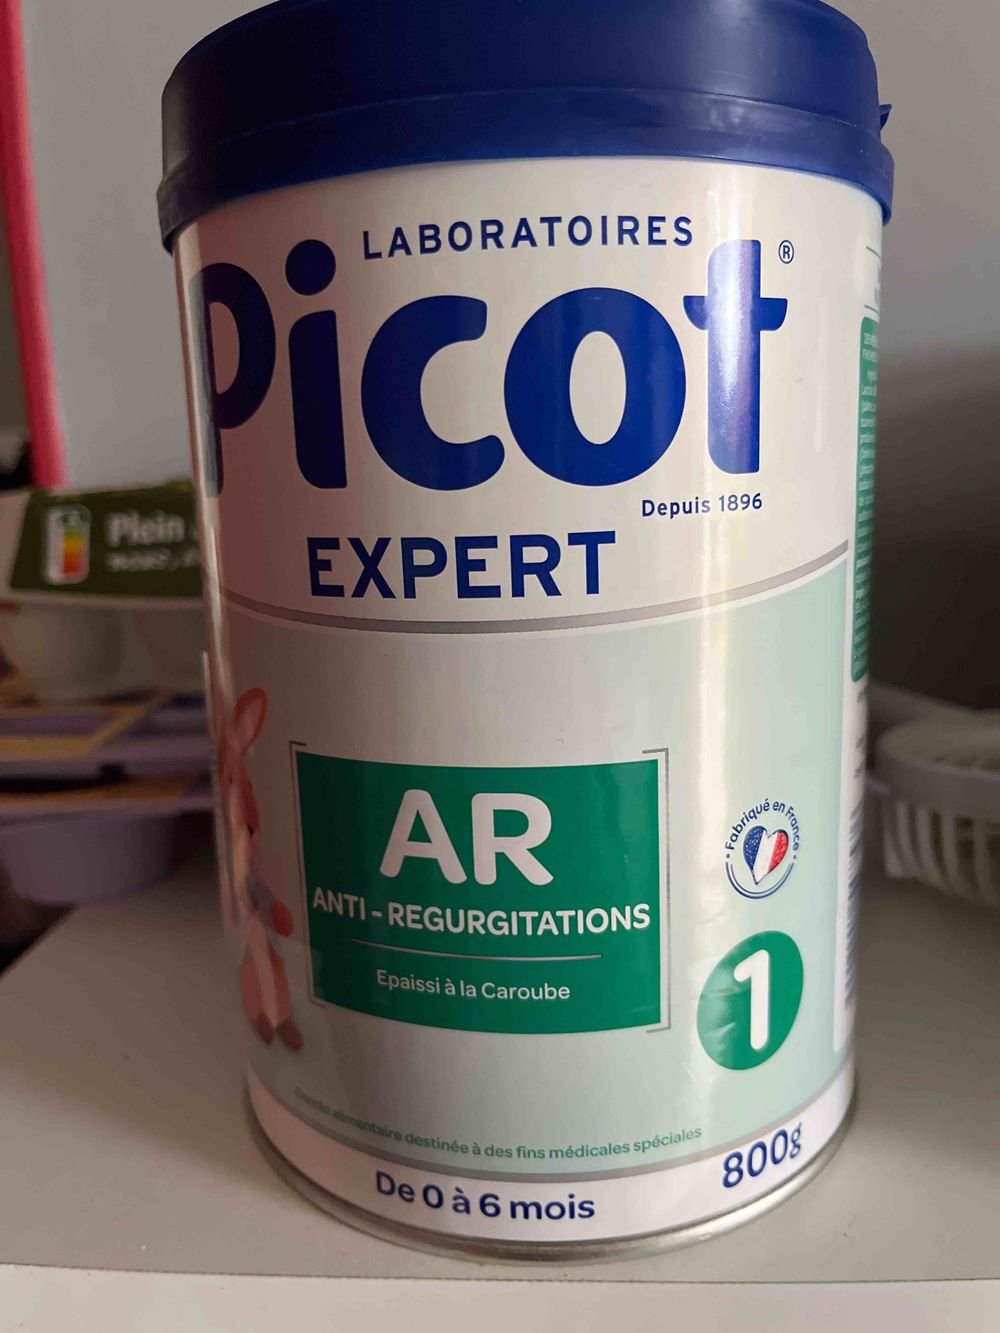 LABORATOIRES
Picot®
Depuis 1896
EXPERT
Plein
AR
ANTI-REGURGITATIONS
Epaissi à la Caroube
Fabriqué en France
1
Denrée alimentaire destinée à des fins médicales spéciales
De 0 à 6 mois
800g